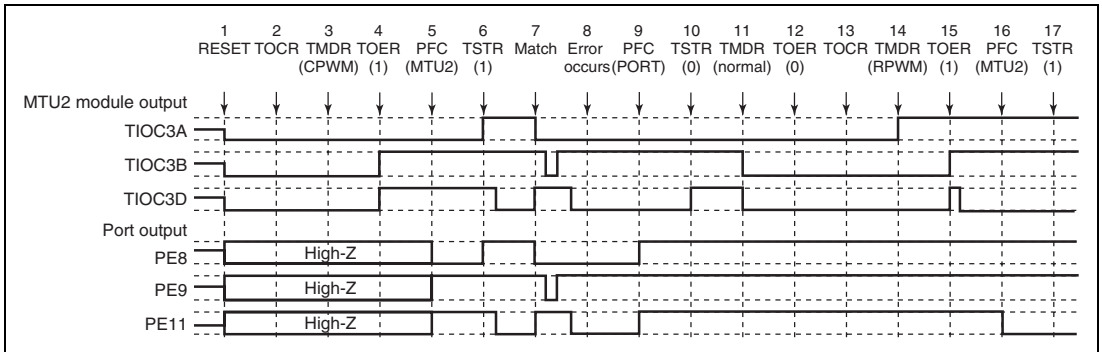 1 2 3 4 5 6 7 8 9 10 11 12 13 14 15 16 17
RESET TOCR TMDR TOER PFC TSTR Match Error PFC TSTR TMDR TOER TOCR TMDR TOER PFC TSTR
(CPWM) (1) (MTU2) (1) occurs (PORT) (0) (normal) (0) (RPWM) (1) (MTU2) (1)
MTU2 module output
TIOC3A
TIOC3B
TIOC3D
Port output
PE8 High-Z
PE9 High-Z
PE11 High-Z